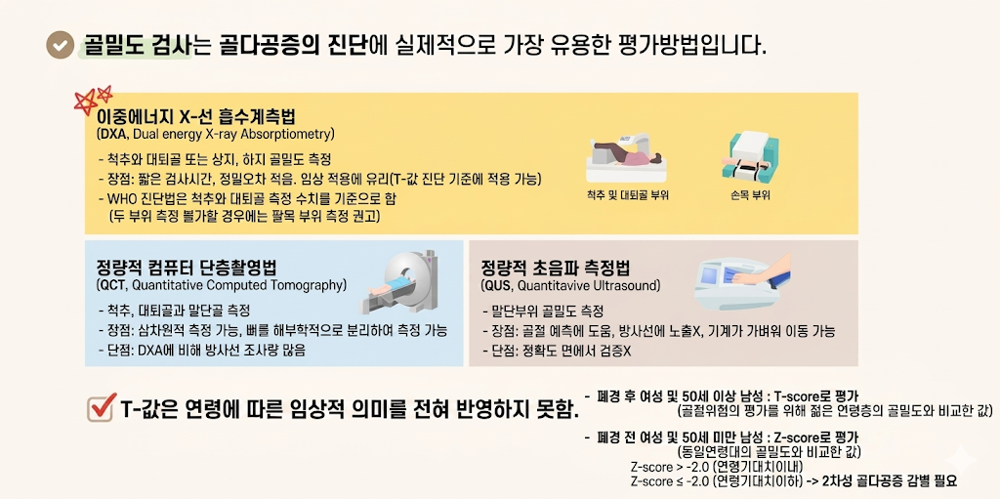 골밀도 검사는 골다공증의 진단에 실제적으로 가장 유용한 평가방법입니다.
이중에너지 X-선 흡수계측법
(DXA, Dual energy X-ray Absorptiometry)
- 척추와 대퇴골 또는 상지, 하지 골밀도 측정
- 장점: 짧은 검사시간, 정밀오차 적음. 임상 적용에 유리(T-값 진단 기준에 적용 가능)
- WHO 진단법은 척추와 대퇴골 측정 수치를 기준으로 함
(두 부위 측정 불가할 경우에는 팔목 부위 측정 권고)
척추 및 대퇴골 부위
손목 부위
정량적 컴퓨터 단층촬영법
(QCT, Quantitative Computed Tomography)
- 척추, 대퇴골과 말단골 측정
- 장점: 삼차원적 측정 가능, 뼈를 해부학적으로 분리하여 측정 가능
- 단점: DXA에 비해 방사선 조사량 많음
정량적 초음파 측정법
(QUS, Quantitavive Ultrasound)
- 말단부위 골밀도 측정
- 장점: 골절 예측에 도움, 방사선에 노출X, 기계가 가벼워 이동 가능
- 단점: 정확도 면에서 검증X
T-값은 연령에 따른 임상적 의미를 전혀 반영하지 못함.
- 폐경 후 여성 및 50세 이상 남성 : T-score로 평가
(골절위험의 평가를 위해 젊은 연령층의 골밀도와 비교한 값)
- 폐경 전 여성 및 50세 미만 남성 : Z-score로 평가
(동일연령대의 골밀도와 비교한 값)
Z-score > -2.0 (연령기대치이내)
Z-score ≤ -2.0 (연령기대치이하) -> 2차성 골다공증 감별 필요